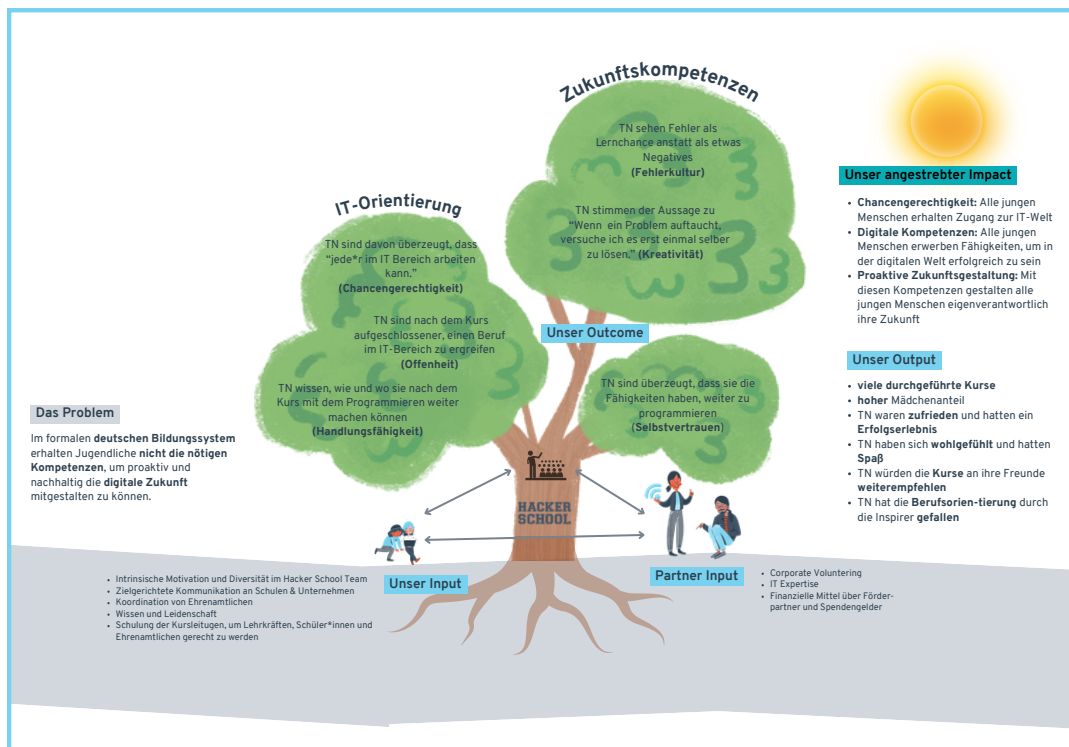 Zukunftskompetenzen
TN sehen Fehler als
Lernchance anstatt als etwas
Negatives
(Fehlerkultur)
TN stimmen der Aussage zu
“Wenn ein Problem auftaucht,
versuche ich es erst einmal selber
zu lösen.” (Kreativität)
IT-Orientierung
TN sind davon überzeugt, dass
“jede*r im IT Bereich arbeiten
kann.”
(Chancengerechtigkeit)
TN sind nach dem Kurs
aufgeschlossener, einen Beruf
im IT-Bereich zu ergreifen
(Offenheit)
TN wissen, wie und wo sie nach dem
Kurs mit dem Programmieren weiter
machen können
(Handlungsfähigkeit)
Unser Outcome
TN sind überzeugt, dass sie die
Fähigkeiten haben, weiter zu
programmieren
(Selbstvertrauen)
Unser angestrebter Impact
• Chancengerechtigkeit: Alle jungen
Menschen erhalten Zugang zur IT-Welt
• Digitale Kompetenzen: Alle jungen
Menschen erwerben Fähigkeiten, um in
der digitalen Welt erfolgreich zu sein
• Proaktive Zukunftsgestaltung: Mit
diesen Kompetenzen gestalten alle
jungen Menschen eigenverantwortlich
ihre Zukunft
Unser Output
• viele durchgeführte Kurse
• hoher Mädchenanteil
• TN waren zufrieden und hatten ein
Erfolgserlebnis
• TN haben sich wohlgefühlt und hatten
Spaß
• TN würden die Kurse an ihre Freunde
weiterempfehlen
• TN hat die Berufsorien-tierung durch
die Inspirer gefallen
Das Problem
Im formalen deutschen Bildungssystem
erhalten Jugendliche nicht die nötigen
Kompetenzen, um proaktiv und
nachhaltig die digitale Zukunft
mitgestalten zu können.
HACKER
SCHOOL
Unser Input
• Intrinsische Motivation und Diversität im Hacker School Team
• Zielgerichtete Kommunikation an Schulen & Unternehmen
• Koordination von Ehrenamtlichen
• Wissen und Leidenschaft
• Schulung der Kursleitugen, um Lehrkräften, Schüler*innen und
Ehrenamtlichen gerecht zu werden
Partner Input
• Corporate Voluntering
• IT Expertise
• Finanzielle Mittel über Förder-
partner und Spendengelder